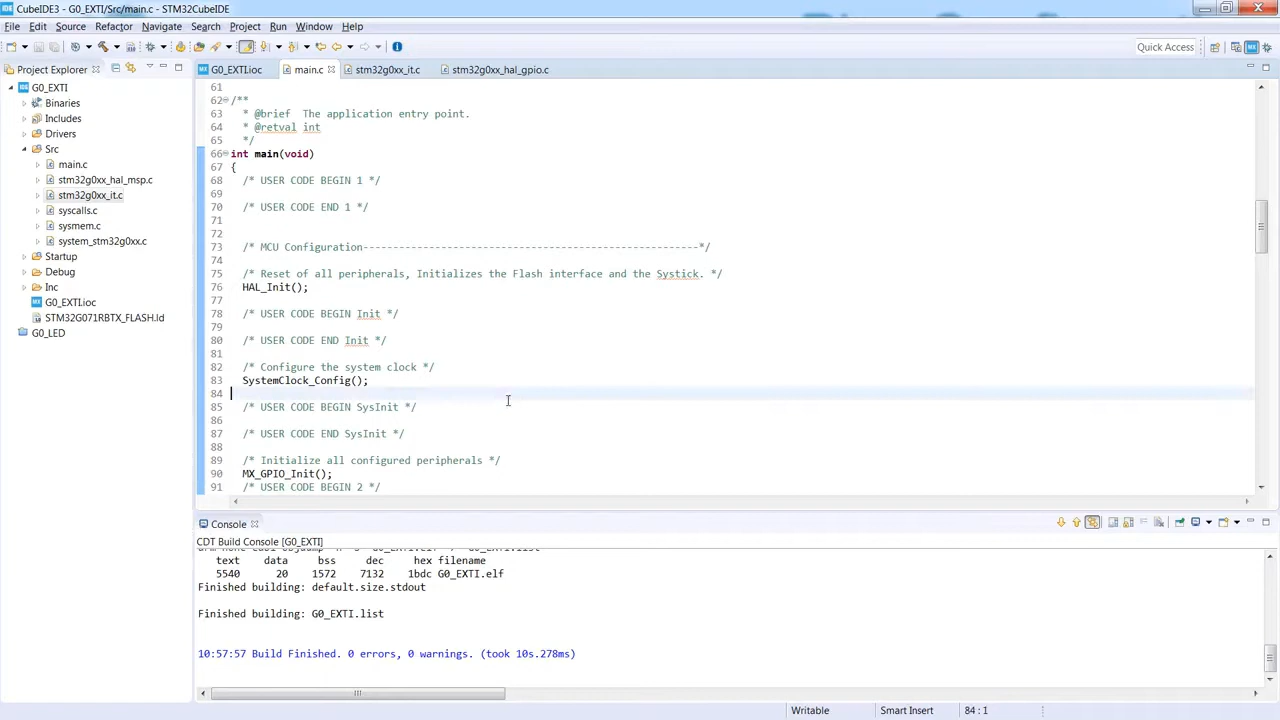 CubeIDE3 - G0_EXTI/Src/main.c - STM32CubeIDE
File Edit Source Refactor Navigate Search Project Run Window Help
Quick Access
Project Explorer
G0_EXTI
Binaries
Includes
Drivers
Src
main.c
stm32g0xx_hal_msp.c
stm32g0xx_it.c
syscalls.c
sysmem.c
system_stm32g0xx.c
Startup
Debug
Inc
G0_EXTI.ioc
STM32G071RBTX_FLASH.ld
G0_LED
G0_EXTI.ioc main.c stm32g0xx_it.c stm32g0xx_hal_gpio.c
61
62 /**
63 * @brief The application entry point.
64 * @retval int
65 */
66 int main(void)
67 {
68 /* USER CODE BEGIN 1 */
69
70 /* USER CODE END 1 */
71
72
73 /* MCU Configuration--------------------------------------------------------*/
74
75 /* Reset of all peripherals, Initializes the Flash interface and the Systick. */
76 HAL_Init();
77
78 /* USER CODE BEGIN Init */
79
80 /* USER CODE END Init */
81
82 /* Configure the system clock */
83 SystemClock_Config();
84
85 /* USER CODE BEGIN SysInit */
86
87 /* USER CODE END SysInit */
88
89 /* Initialize all configured peripherals */
90 MX_GPIO_Init();
91 /* USER CODE BEGIN 2 */
Console
CDT Build Console [G0_EXTI]
text data bss dec hex filename
5540 20 1572 7132 1bdc G0_EXTI.elf
Finished building: default.size.stdout
Finished building: G0_EXTI.list
10:57:57 Build Finished. 0 errors, 0 warnings. (took 10s.278ms)
Writable Smart Insert 84 : 1